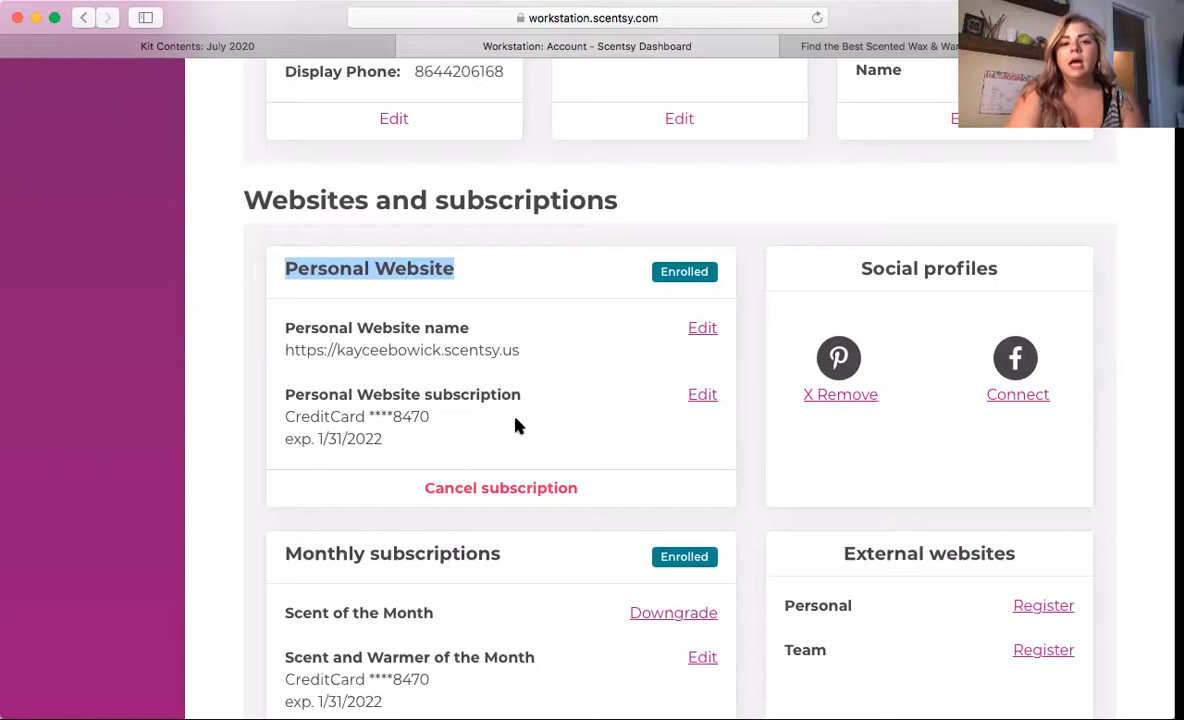 workstation.scentsy.com
Kit Contents: July 2020
Workstation: Account - Scentsy Dashboard
Find the Best Scented Wax & Wa
Display Phone: 8644206168
Name
Edit
Edit
Websites and subscriptions
Personal Website
Enrolled
Personal Website name
Edit
https://kayceebowick.scentsy.us
Personal Website subscription
Edit
CreditCard ****8470
exp. 1/31/2022
Cancel subscription
Social profiles
X Remove
Connect
Monthly subscriptions
Enrolled
Scent of the Month
Downgrade
Scent and Warmer of the Month
Edit
CreditCard ****8470
exp. 1/31/2022
External websites
Personal
Register
Team
Register